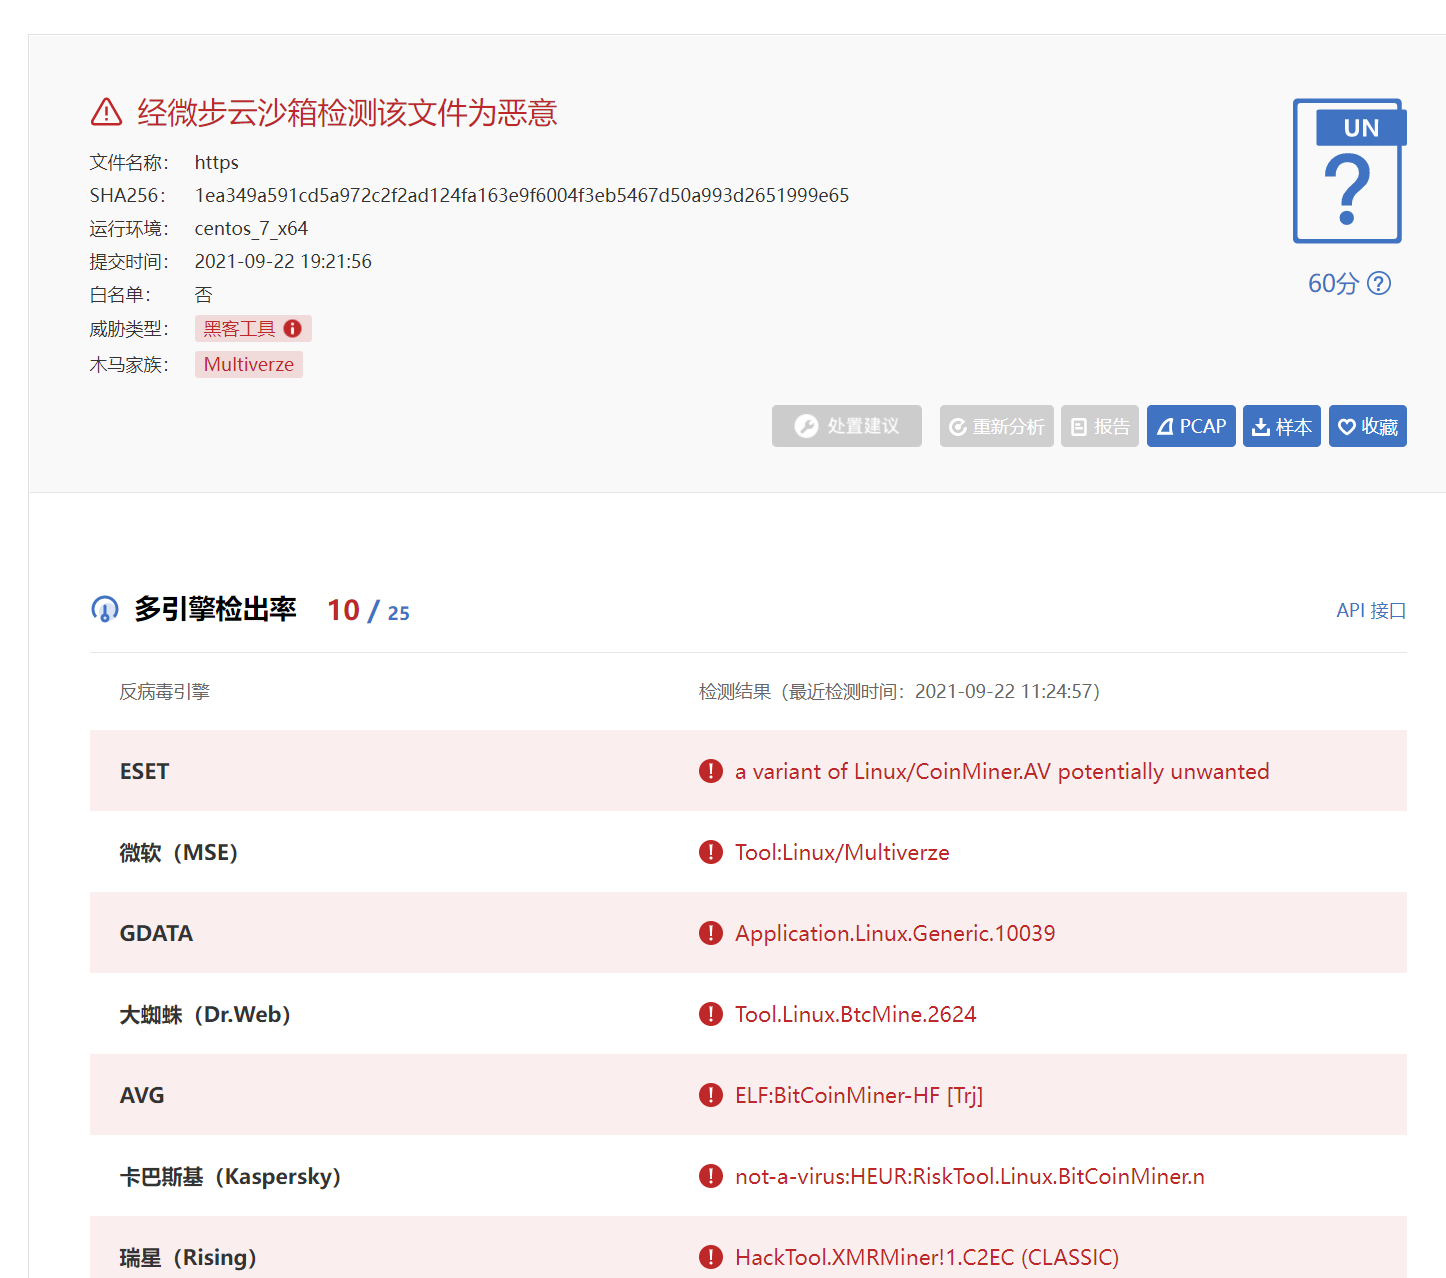 经微步云沙箱检测该文件为恶意
文件名称： https
SHA256： 1ea349a591cd5a972c2f2ad124fa163e9f6004f3eb5467d50a993d2651999e65
运行环境： centos_7_x64
提交时间： 2021-09-22 19:21:56
白名单： 否
威胁类型： 黑客工具
木马家族： Multiverze
UN
?
60分 ?
处置建议 重新分析 报告 PCAP 样本 收藏
多引擎检出率 10 / 25 API 接口
反病毒引擎 检测结果（最近检测时间：2021-09-22 11:24:57）
ESET a variant of Linux/CoinMiner.AV potentially unwanted
微软（MSE） Tool:Linux/Multiverze
GDATA Application.Linux.Generic.10039
大蜘蛛（Dr.Web） Tool.Linux.BtcMine.2624
AVG ELF:BitCoinMiner-HF [Trj]
卡巴斯基（Kaspersky） not-a-virus:HEUR:RiskTool.Linux.BitCoinMiner.n
瑞星（Rising） HackTool.XMRMiner!1.C2EC (CLASSIC)